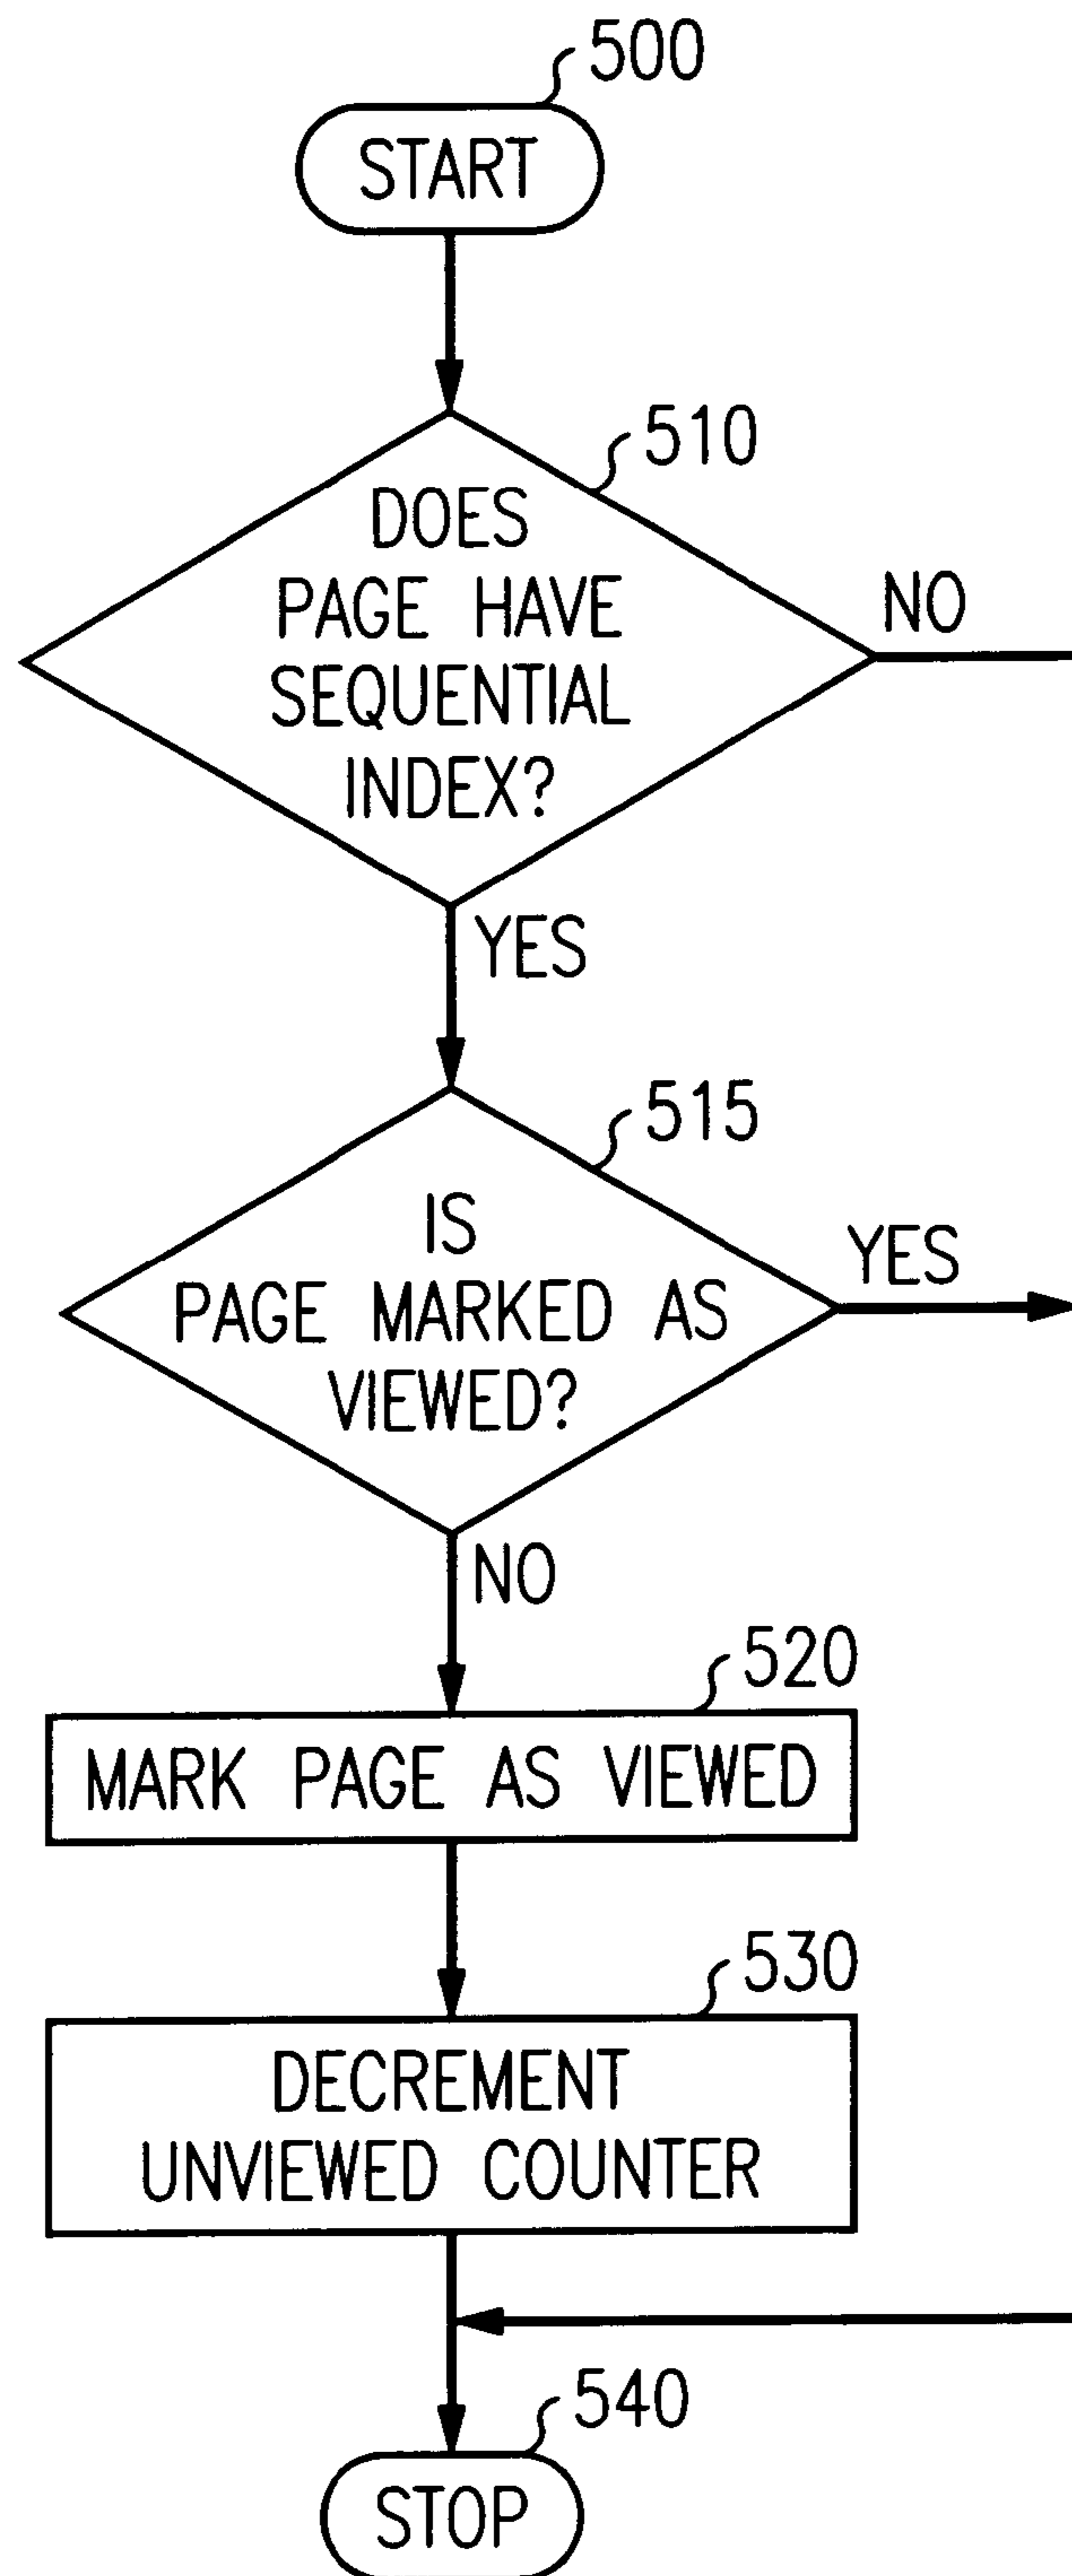 500
START
510
DOES
PAGE HAVE
SEQUENTIAL
INDEX?
NO
YES
515
IS
PAGE MARKED AS
VIEWED?
YES
NO
520
MARK PAGE AS VIEWED
530
DECREMENT
UNVIEWED COUNTER
540
STOP